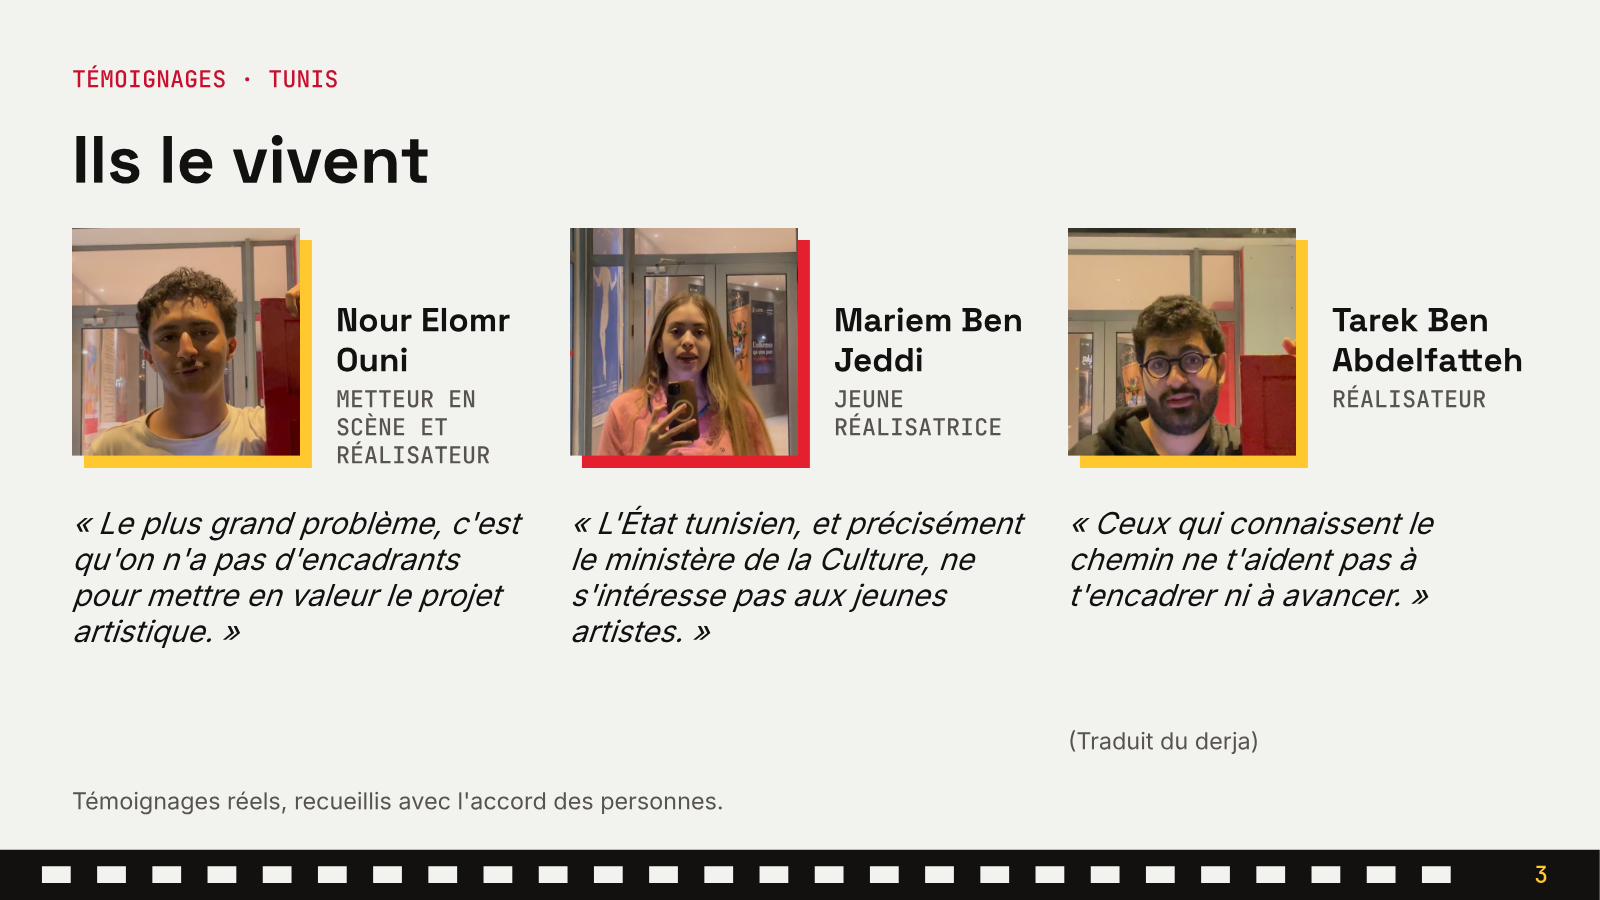 TÉMOIGNAGES · TUNIS
Ils le vivent
Nour Elomr
Ouni
METTEUR EN
SCÈNE ET
RÉALISATEUR
« Le plus grand problème, c'est
qu'on n'a pas d'encadrants
pour mettre en valeur le projet
artistique. »
Mariem Ben
Jeddi
JEUNE
RÉALISATRICE
« L'État tunisien, et précisément
le ministère de la Culture, ne
s'intéresse pas aux jeunes
artistes. »
Tarek Ben
Abdelfatteh
RÉALISATEUR
« Ceux qui connaissent le
chemin ne t'aident pas à
t'encadrer ni à avancer. »
(Traduit du derja)
Témoignages réels, recueillis avec l'accord des personnes.
3